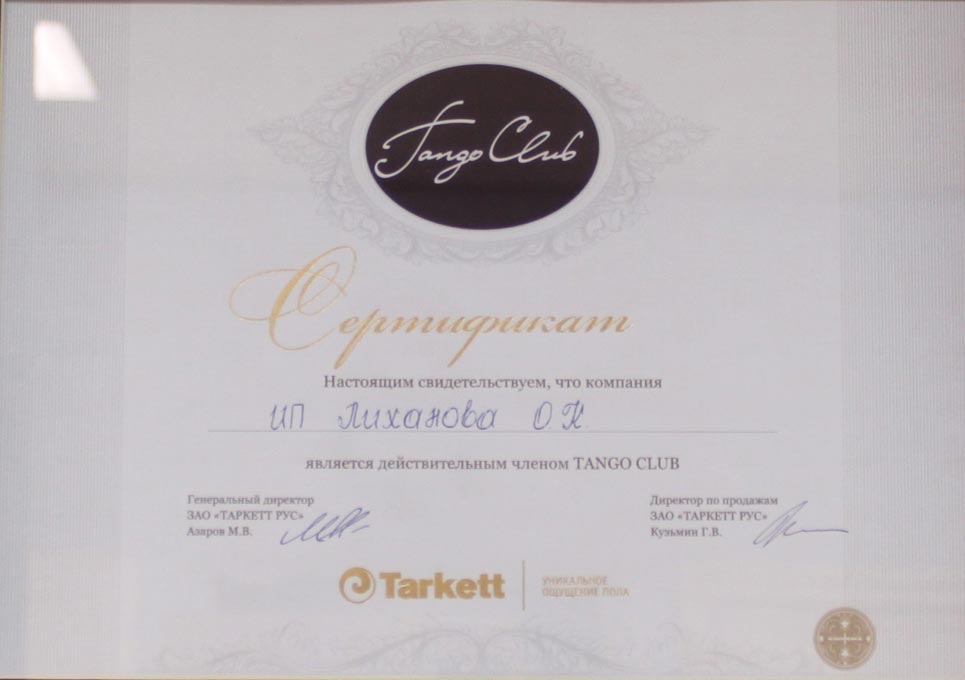 Tango Club
Сертификат
Настоящим свидетельствуем, что компания
ИП Лиханова О.К.
является действительным членом TANGO CLUB
Генеральный директор
ЗАО «ТАРКЕТТ РУС»
Азаров М.В.
Директор по продажам
ЗАО «ТАРКЕТТ РУС»
Кузьмин Г.В.
Tarkett
УНИКАЛЬНОЕ
ОЩУЩЕНИЕ ПОЛА